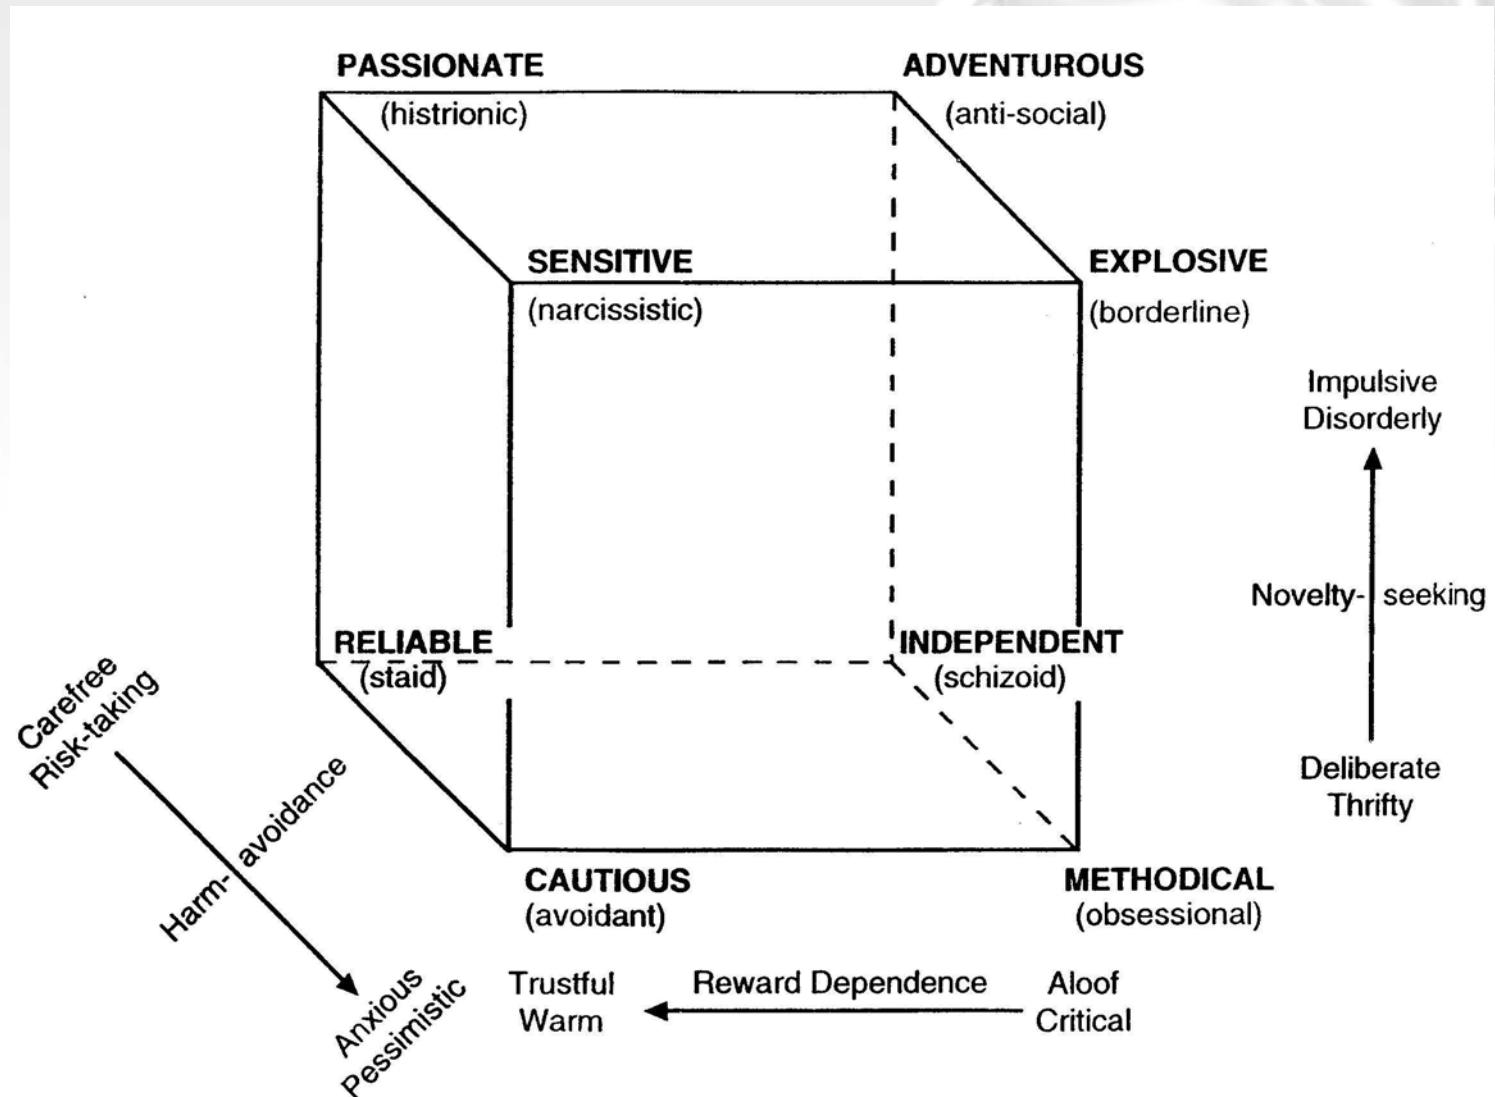 PASSIONATE
(histrionic)
ADVENTUROUS
(anti-social)
SENSITIVE
(narcissistic)
EXPLOSIVE
(borderline)
Impulsive
Disorderly
Novelty-seeking
Deliberate
Thrifty
RELIABLE
(staid)
INDEPENDENT
(schizoid)
Carefree
Risk-taking
Harm-avoidance
Anxious
Pessimistic
CAUTIOUS
(avoidant)
METHODICAL
(obsessional)
Trustful
Warm
Reward Dependence
Aloof
Critical